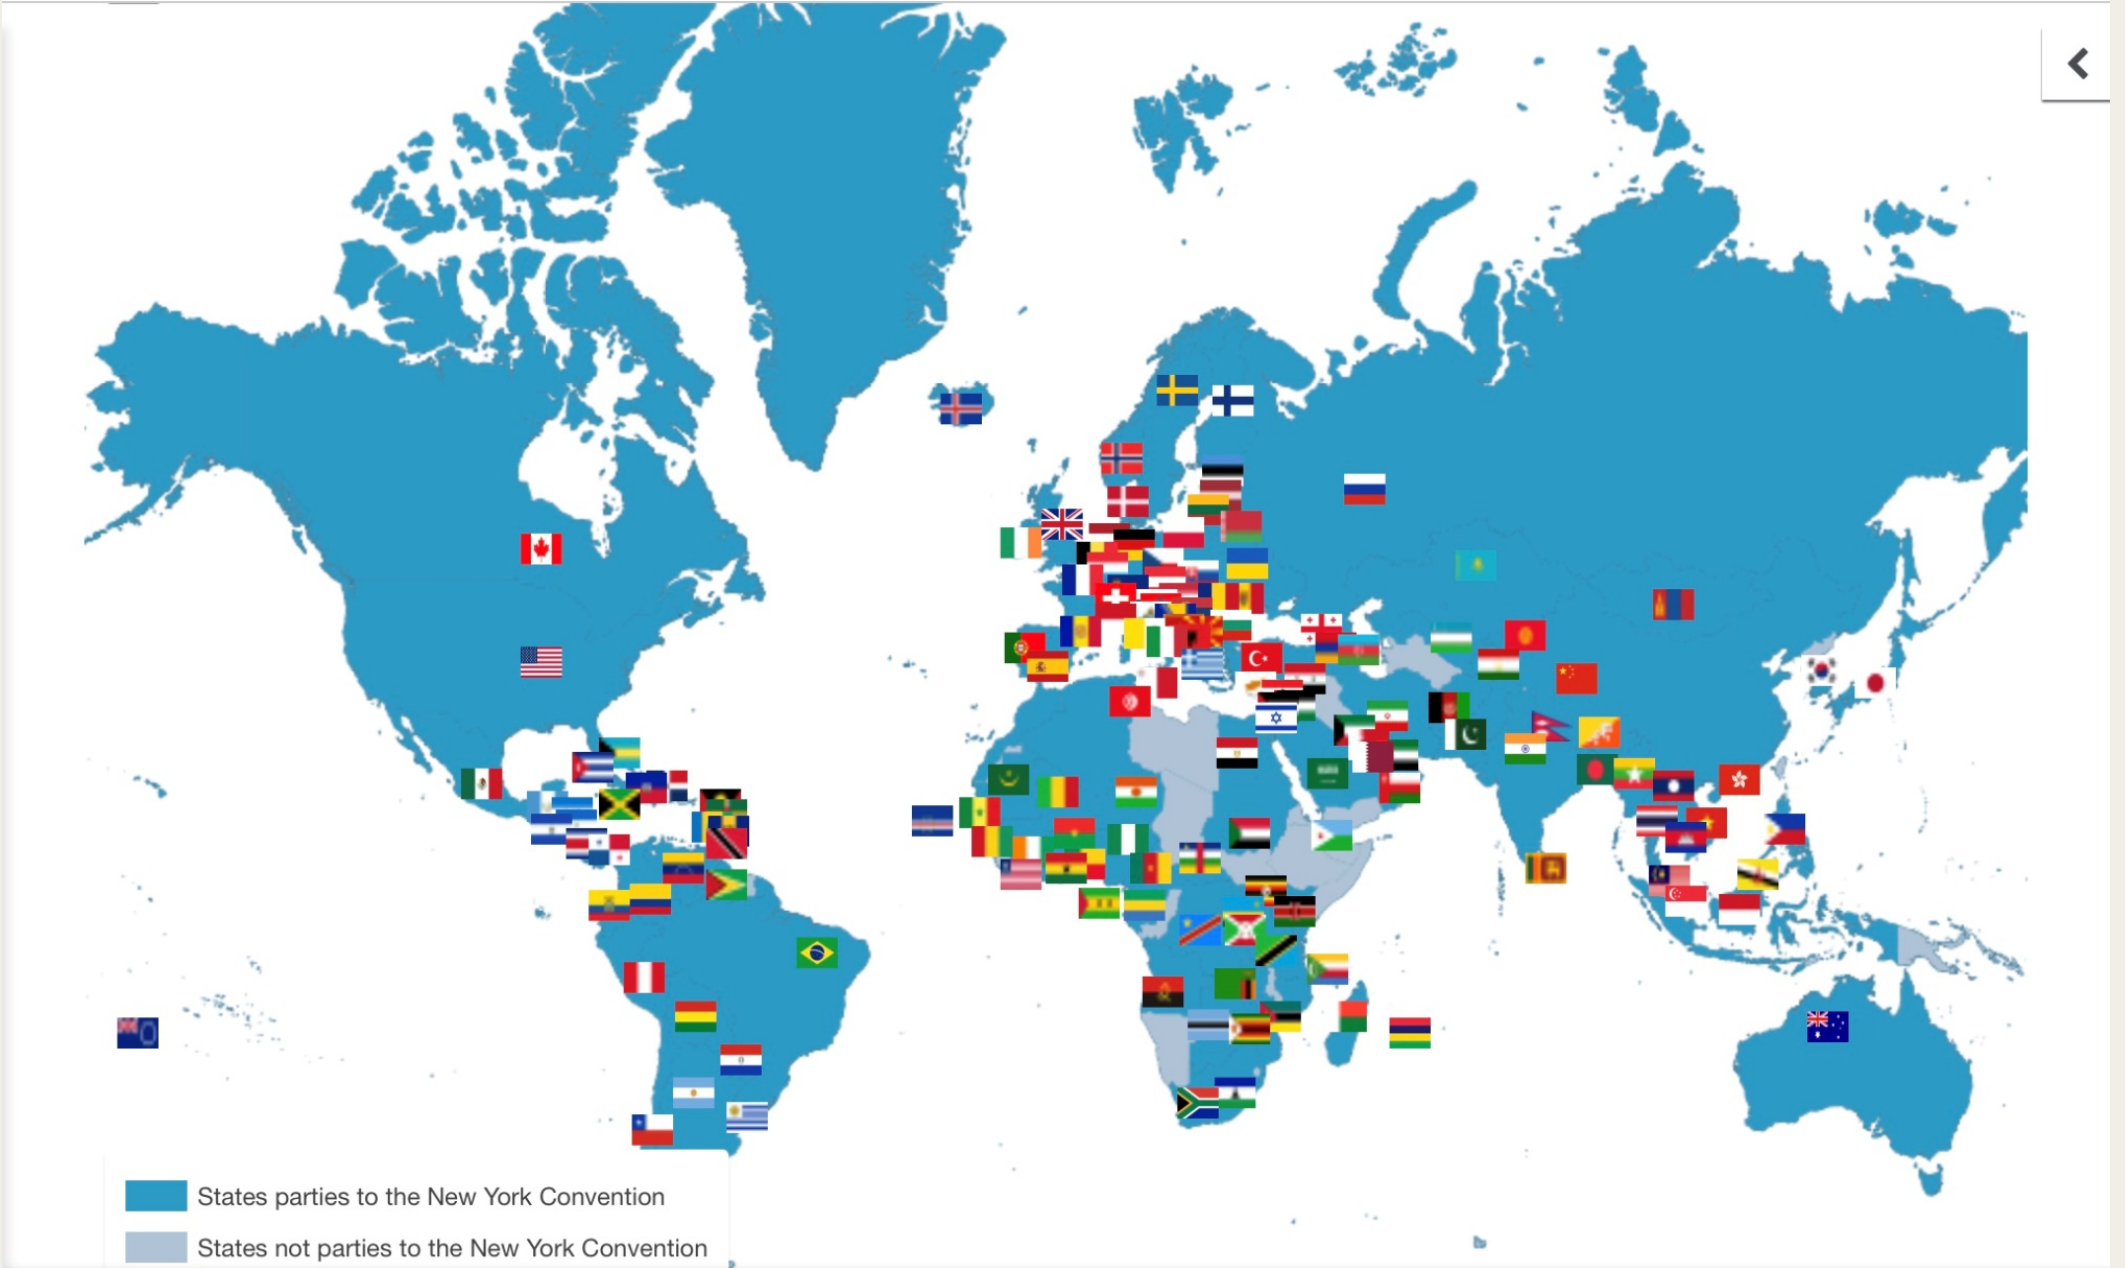 States parties to the New York Convention
States not parties to the New York Convention